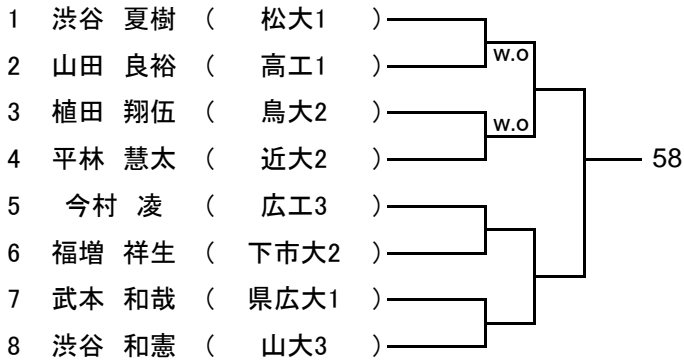 1 渋谷 夏樹 ( 松大1 )
w.o
2 山田 良裕 ( 高工1 )
3 植田 翔伍 ( 鳥大2 )
w.o
4 平林 慧太 ( 近大2 )
58
5 今村 凌 ( 広工3 )
6 福増 祥生 ( 下市大2 )
7 武本 和哉 ( 県広大1 )
8 渋谷 和憲 ( 山大3 )